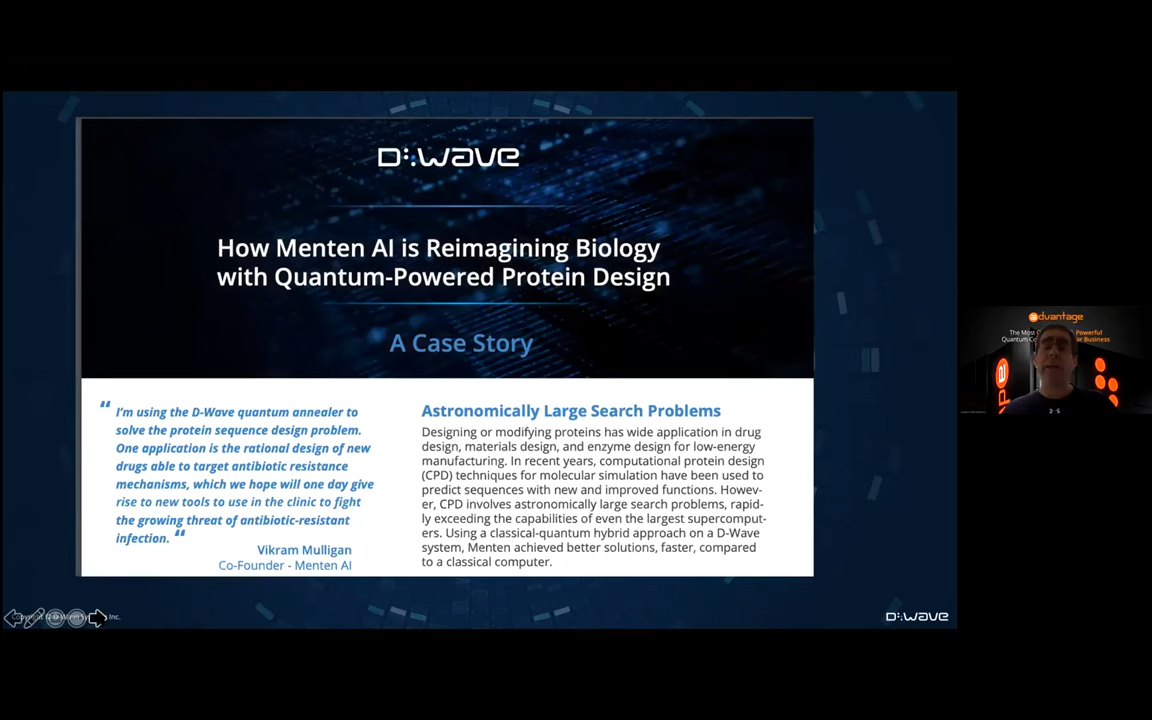 D:wave
How Menten AI is Reimagining Biology
with Quantum-Powered Protein Design
A Case Story
“ I’m using the D-Wave quantum annealer to
solve the protein sequence design problem.
One application is the rational design of new
drugs able to target antibiotic resistance
mechanisms, which we hope will one day give
rise to new tools to use in the clinic to fight
the growing threat of antibiotic-resistant
infection. “
Vikram Mulligan
Co-Founder - Menten AI
Astronomically Large Search Problems
Designing or modifying proteins has wide application in drug
design, materials design, and enzyme design for low-energy
manufacturing. In recent years, computational protein design
(CPD) techniques for molecular simulation have been used to
predict sequences with new and improved functions. Howev-
er, CPD involves astronomically large search problems, rapid-
ly exceeding the capabilities of even the largest supercomput-
ers. Using a classical-quantum hybrid approach on a D-Wave
system, Menten achieved better solutions, faster, compared
to a classical computer.
Inc.
D:wave
advantage
The Most Powerful
Quantum Business